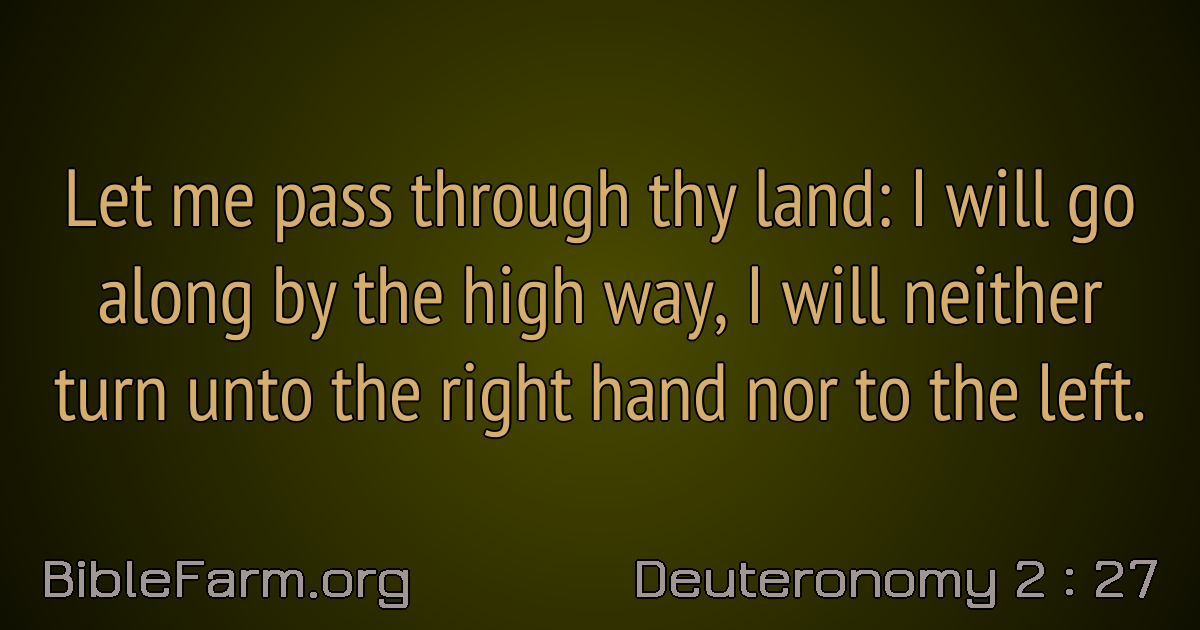 Let me pass through thy land: I will go
along by the high way, I will neither
turn unto the right hand nor to the left.
BibleFarm.org
Deuteronomy 2 : 27